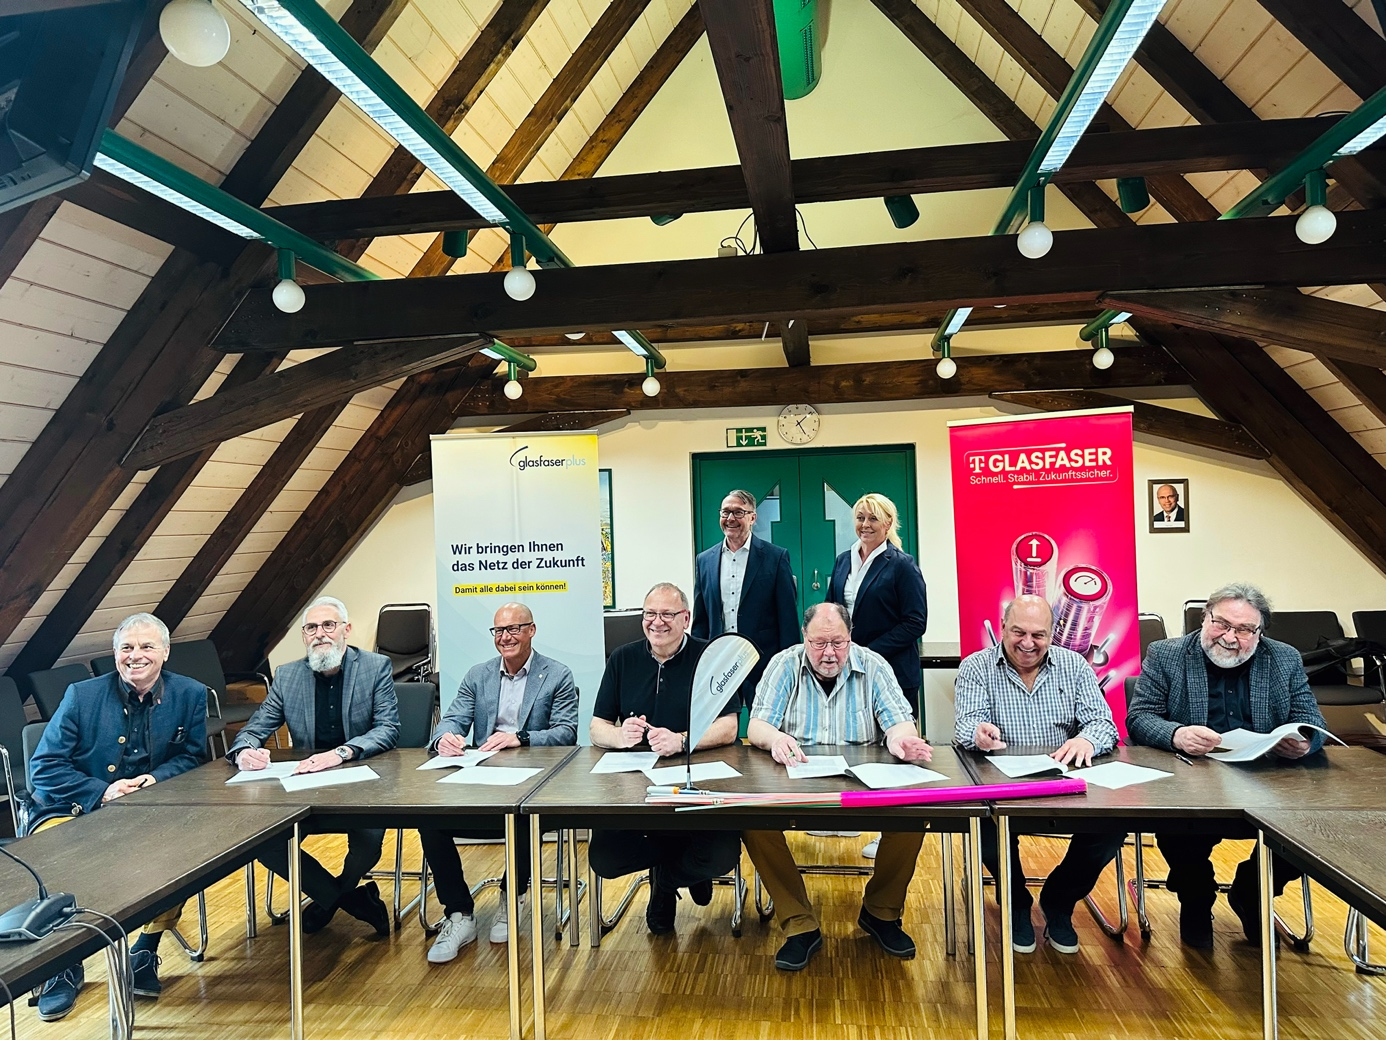 glasfaserplus
Wir bringen Ihnen
das Netz der Zukunft
Damit alle dabei sein können!
T GLASFASER
Schnell. Stabil. Zukunftssicher.
glasfaser